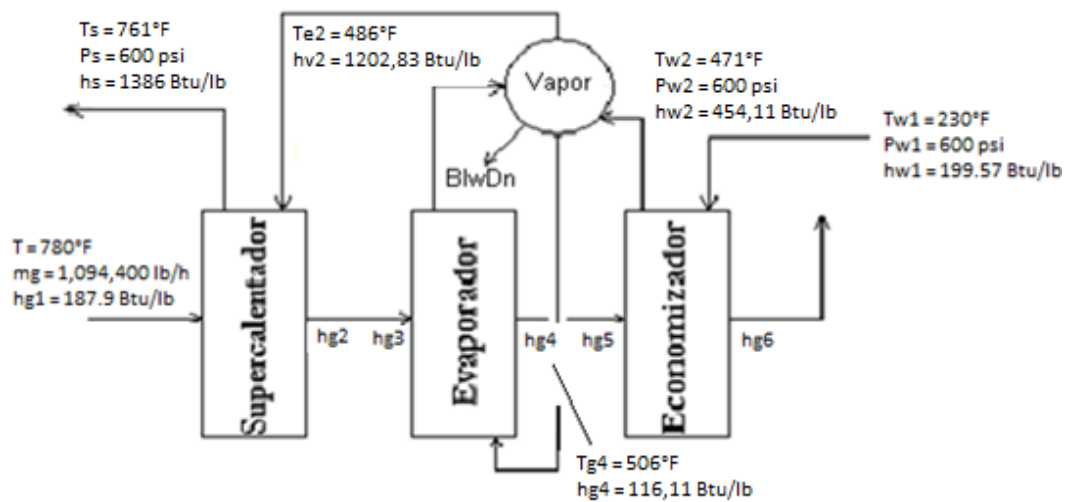 Ts = 761°F
Ps = 600 psi
hs = 1386 Btu/lb
Te2 = 486°F
hv2 = 1202,83 Btu/lb
Vapor
Tw2 = 471°F
Pw2 = 600 psi
hw2 = 454,11 Btu/lb
Tw1 = 230°F
Pw1 = 600 psi
hw1 = 199.57 Btu/lb
BlwDn
T = 780°F
mg = 1,094,400 lb/h
hg1 = 187.9 Btu/lb
Supercalentador
hg2
hg3
Evaporador
hg4
hg5
Economizador
hg6
Tg4 = 506°F
hg4 = 116,11 Btu/lb